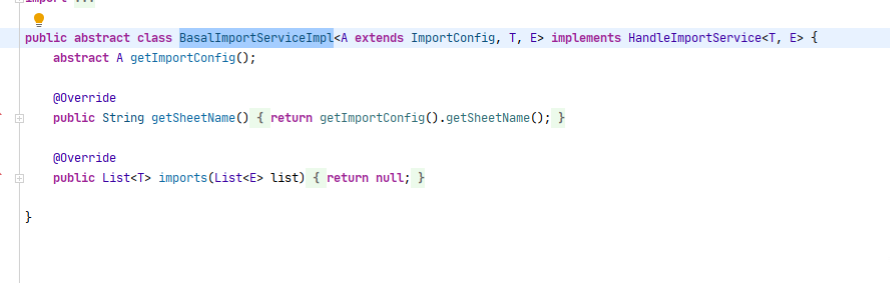 import ...
public abstract class BasalImportServiceImpl<A extends ImportConfig, T, E> implements HandleImportService<T, E> {
abstract A getImportConfig();
@Override
public String getSheetName() { return getImportConfig().getSheetName(); }
@Override
public List<T> imports(List<E> list) { return null; }
}